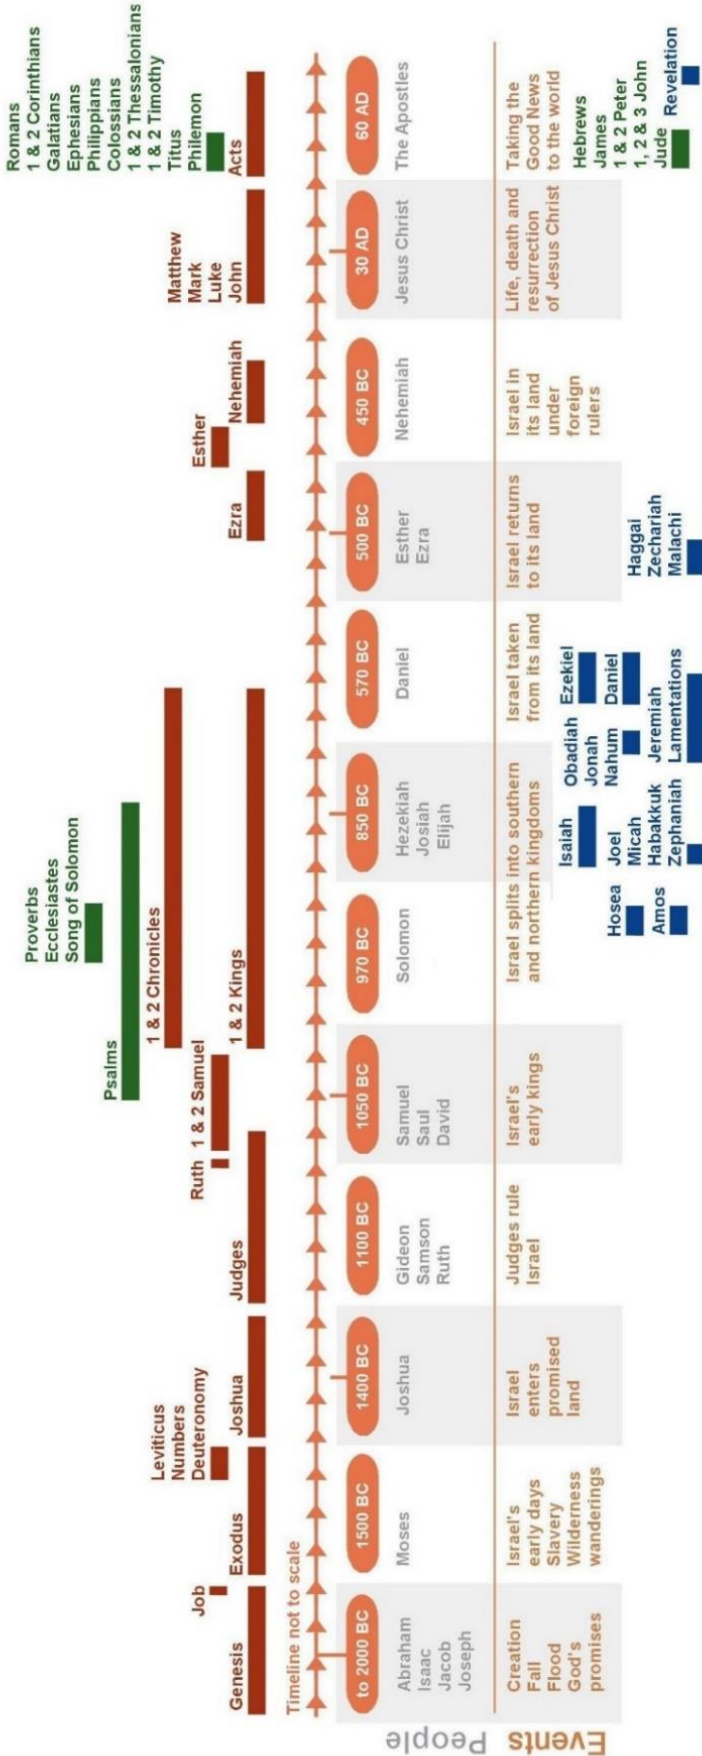 Romans
1 & 2 Corinthians
Galatians
Ephesians
Philippians
Colossians
1 & 2 Thessalonians
1 & 2 Timothy
Titus
Philemon
Proverbs
Ecclesiastes
Song of Solomon
Psalms
1 & 2 Chronicles
Matthew
Mark
Luke
John
Leviticus
Numbers
Deuteronomy
Job
Ruth
1 & 2 Samuel
Esther
Genesis
Exodus
Joshua
Judges
1 & 2 Kings
Ezra
Nehemiah
Acts
Timeline not to scale
to 2000 BC
1500 BC
1400 BC
1100 BC
1050 BC
970 BC
850 BC
570 BC
500 BC
450 BC
30 AD
60 AD
People
Abraham
Isaac
Jacob
Joseph
Moses
Joshua
Gideon
Samson
Ruth
Samuel
Saul
David
Solomon
Hezekiah
Josiah
Elijah
Daniel
Esther
Ezra
Nehemiah
Jesus Christ
The Apostles
Events
Creation
Fall
Flood
God's
promises
Israel's
early days
Slavery
Wilderness
wanderings
Israel
enters
promised
land
Judges rule
Israel
Israel's
early kings
Israel splits into southern
and northern kingdoms
Israel taken
from its land
Israel returns
to its land
Israel in
its land
under
foreign
rulers
Life, death and
resurrection
of Jesus Christ
Taking the
Good News
to the world
Hosea
Amos
Isaiah
Joel
Micah
Habakkuk
Zephaniah
Obadiah
Jonah
Nahum
Jeremiah
Lamentations
Ezekiel
Daniel
Haggai
Zechariah
Malachi
Hebrews
James
1 & 2 Peter
1, 2 & 3 John
Jude
Revelation